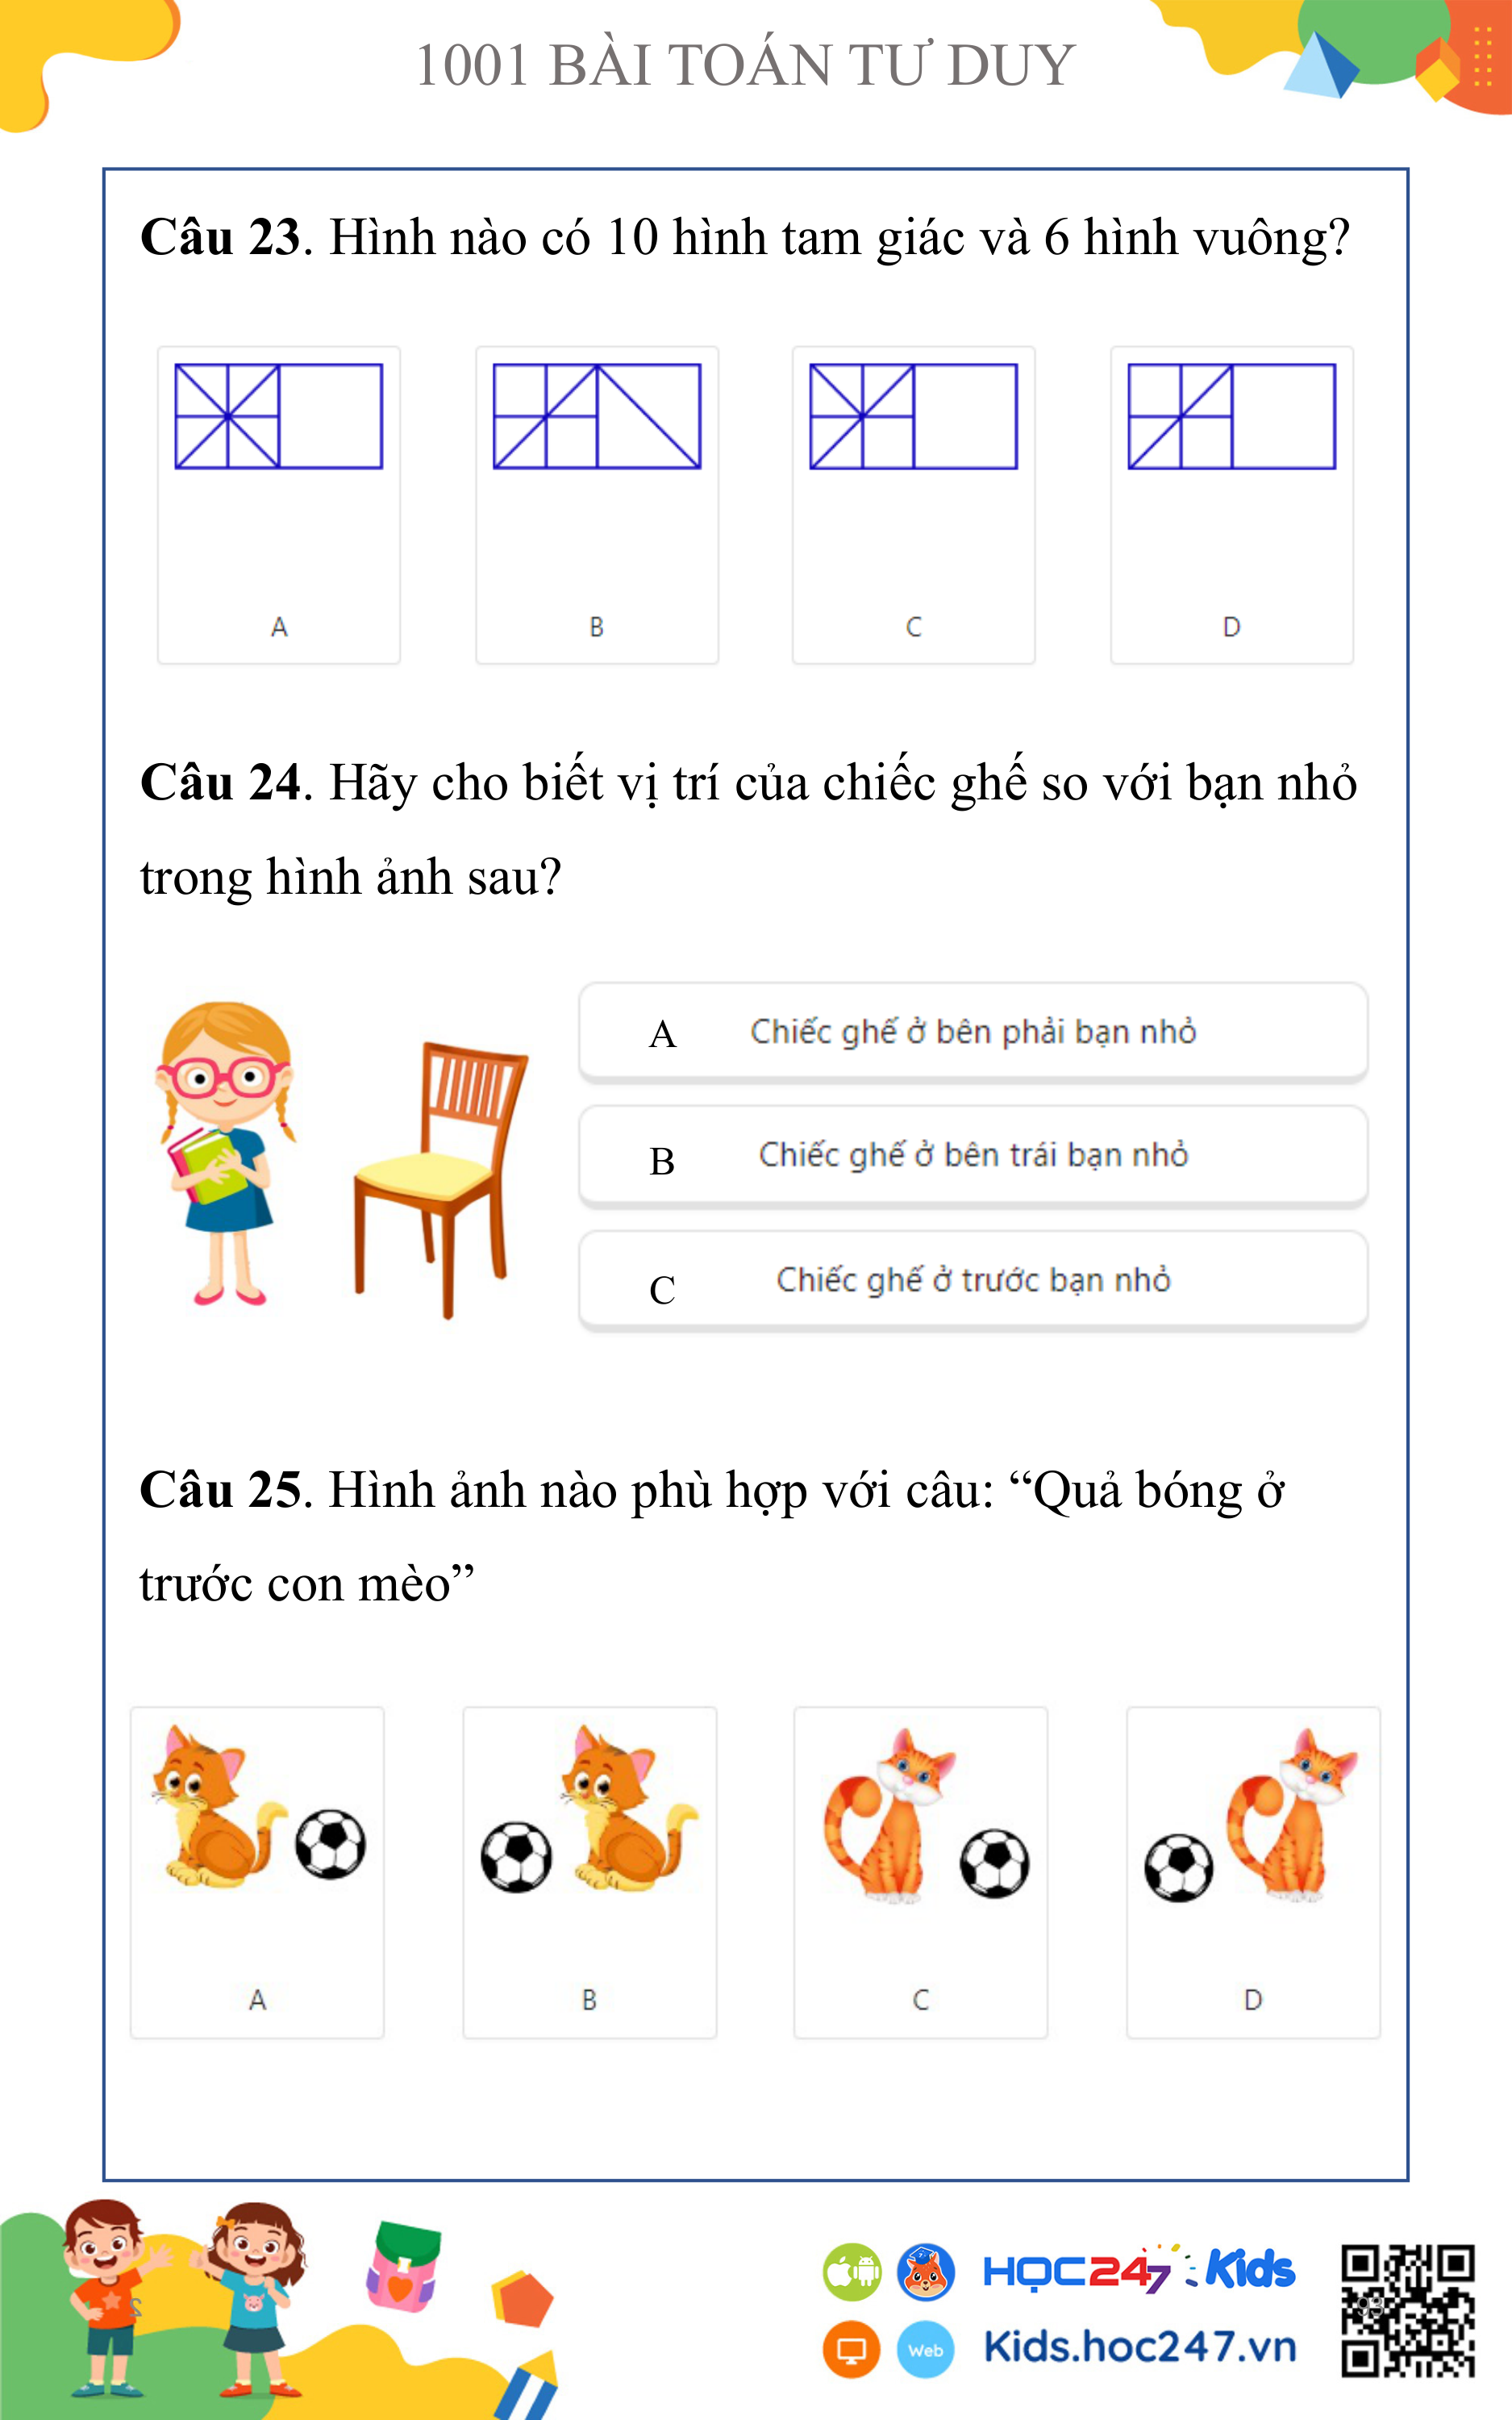 1001 BÀI TOÁN TƯ DUY
Câu 23. Hình nào có 10 hình tam giác và 6 hình vuông?
A B C D
Câu 24. Hãy cho biết vị trí của chiếc ghế so với bạn nhỏ
trong hình ảnh sau?
A Chiếc ghế ở bên phải bạn nhỏ
B Chiếc ghế ở bên trái bạn nhỏ
C Chiếc ghế ở trước bạn nhỏ
Câu 25. Hình ảnh nào phù hợp với câu: “Quả bóng ở
trước con mèo”
A B C D
HỌC247 Kids
Web Kids.hoc247.vn
93
2